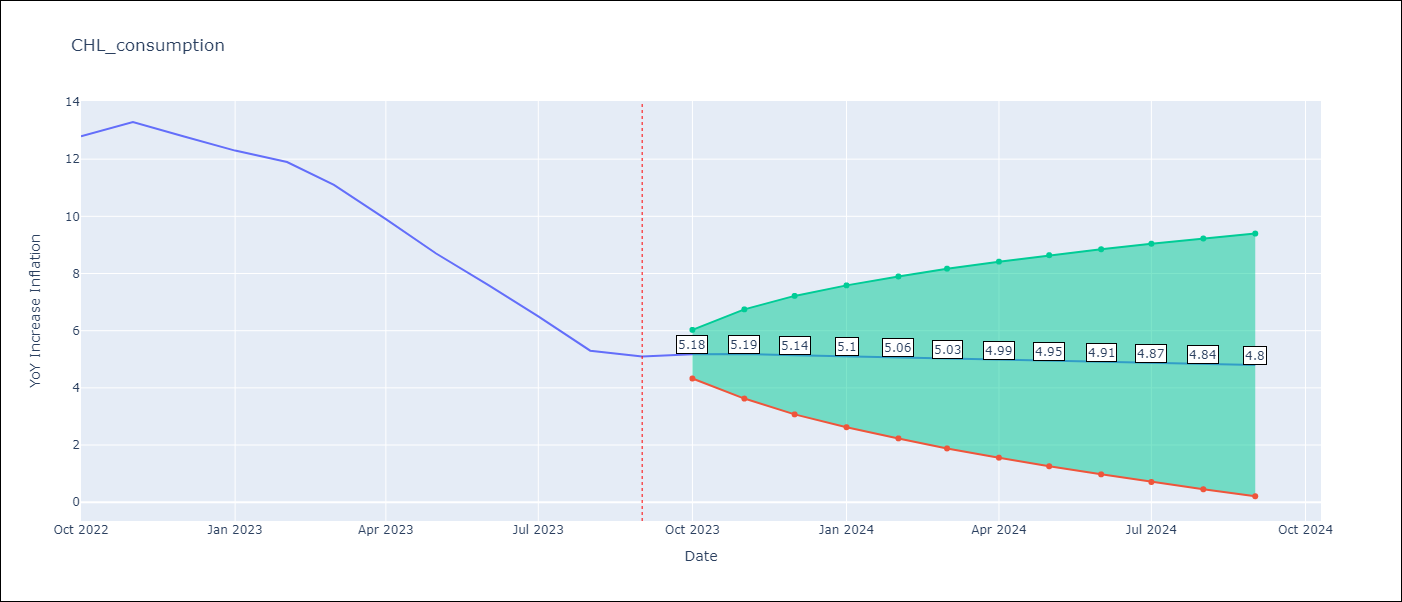 CHL_consumption
14
12
10
8
6
4
2
0
YoY Increase Inflation
5.18
5.19
5.14
5.1
5.06
5.03
4.99
4.95
4.91
4.87
4.84
4.8
Oct 2022
Jan 2023
Apr 2023
Jul 2023
Oct 2023
Jan 2024
Apr 2024
Jul 2024
Oct 2024
Date